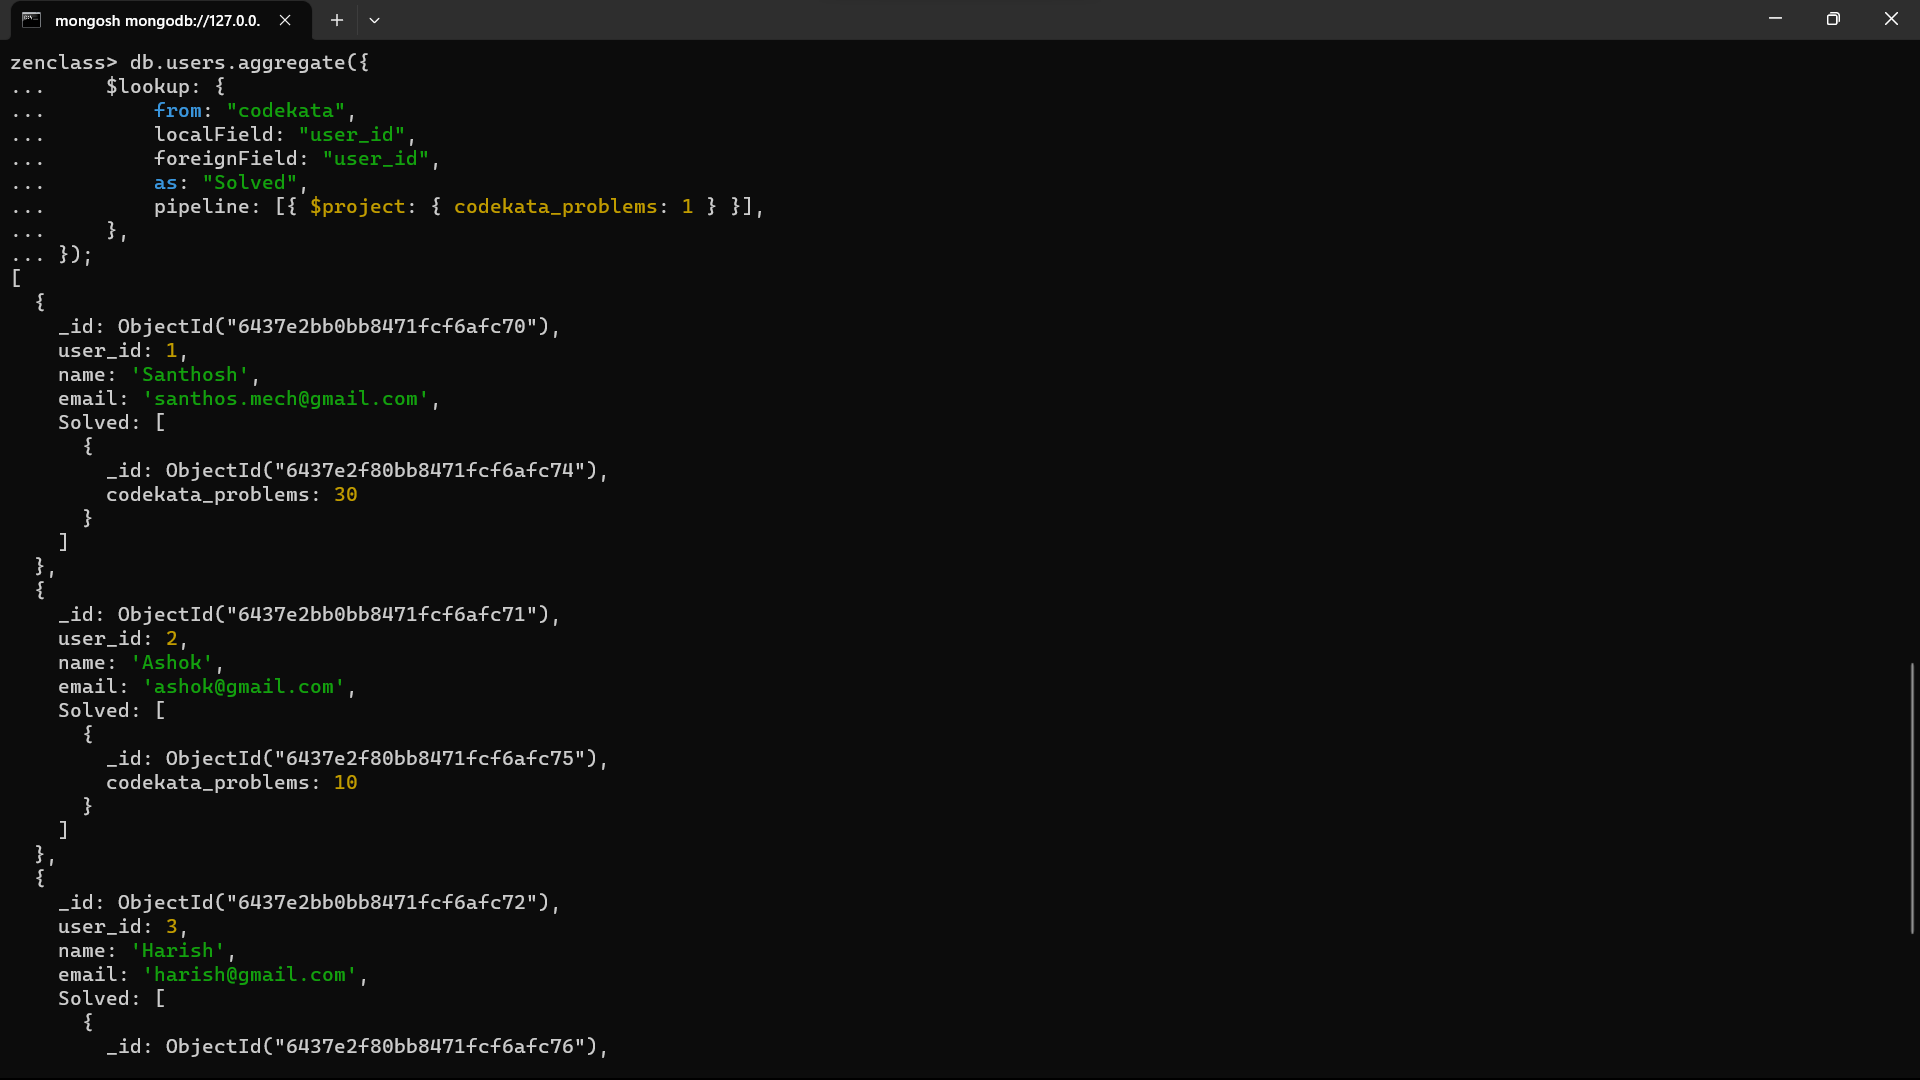 mongosh mongodb://127.0.0.
zenclass> db.users.aggregate({
...     $lookup: {
...         from: "codekata",
...         localField: "user_id",
...         foreignField: "user_id",
...         as: "Solved",
...         pipeline: [{ $project: { codekata_problems: 1 } }],
...     },
... });
[
  {
    _id: ObjectId("6437e2bb0bb8471fcf6afc70"),
    user_id: 1,
    name: 'Santhosh',
    email: 'santhos.mech@gmail.com',
    Solved: [
      {
        _id: ObjectId("6437e2f80bb8471fcf6afc74"),
        codekata_problems: 30
      }
    ]
  },
  {
    _id: ObjectId("6437e2bb0bb8471fcf6afc71"),
    user_id: 2,
    name: 'Ashok',
    email: 'ashok@gmail.com',
    Solved: [
      {
        _id: ObjectId("6437e2f80bb8471fcf6afc75"),
        codekata_problems: 10
      }
    ]
  },
  {
    _id: ObjectId("6437e2bb0bb8471fcf6afc72"),
    user_id: 3,
    name: 'Harish',
    email: 'harish@gmail.com',
    Solved: [
      {
        _id: ObjectId("6437e2f80bb8471fcf6afc76"),